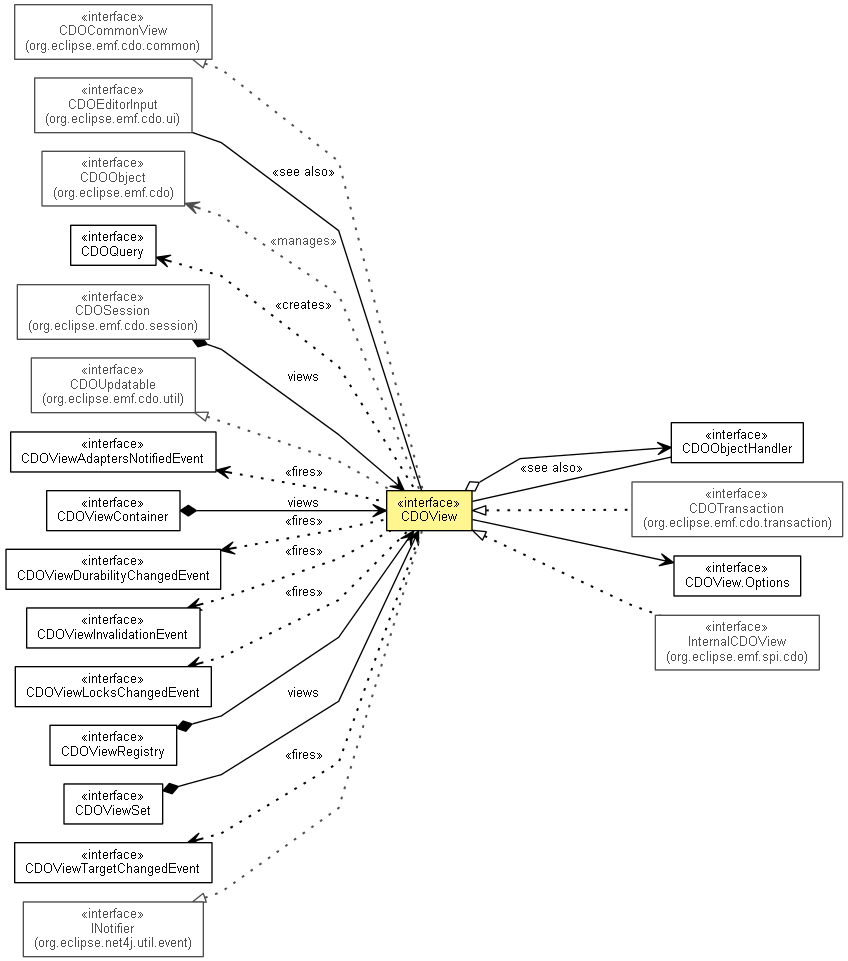 «interface»
CDOCommonView
(org.eclipse.emf.cdo.common)
«interface»
CDOEditorInput
(org.eclipse.emf.cdo.ui)
«see also»
«interface»
CDOObject
(org.eclipse.emf.cdo)
«manages»
«interface»
CDOQuery
«creates»
«interface»
CDOSession
(org.eclipse.emf.cdo.session)
views
«interface»
CDOUpdatable
(org.eclipse.emf.cdo.util)
«interface»
CDOViewAdaptersNotifiedEvent
«fires»
«interface»
CDOViewContainer
views
«fires»
«interface»
CDOViewDurabilityChangedEvent
«fires»
«interface»
CDOViewInvalidationEvent
«fires»
«interface»
CDOViewLocksChangedEvent
views
«interface»
CDOViewRegistry
«fires»
«interface»
CDOViewSet
«interface»
CDOViewTargetChangedEvent
«interface»
INotifier
(org.eclipse.net4j.util.event)
«interface»
CDOView
«see also»
«interface»
CDOObjectHandler
«interface»
CDOTransaction
(org.eclipse.emf.cdo.transaction)
«interface»
CDOView.Options
«interface»
InternalCDOView
(org.eclipse.emf.spi.cdo)